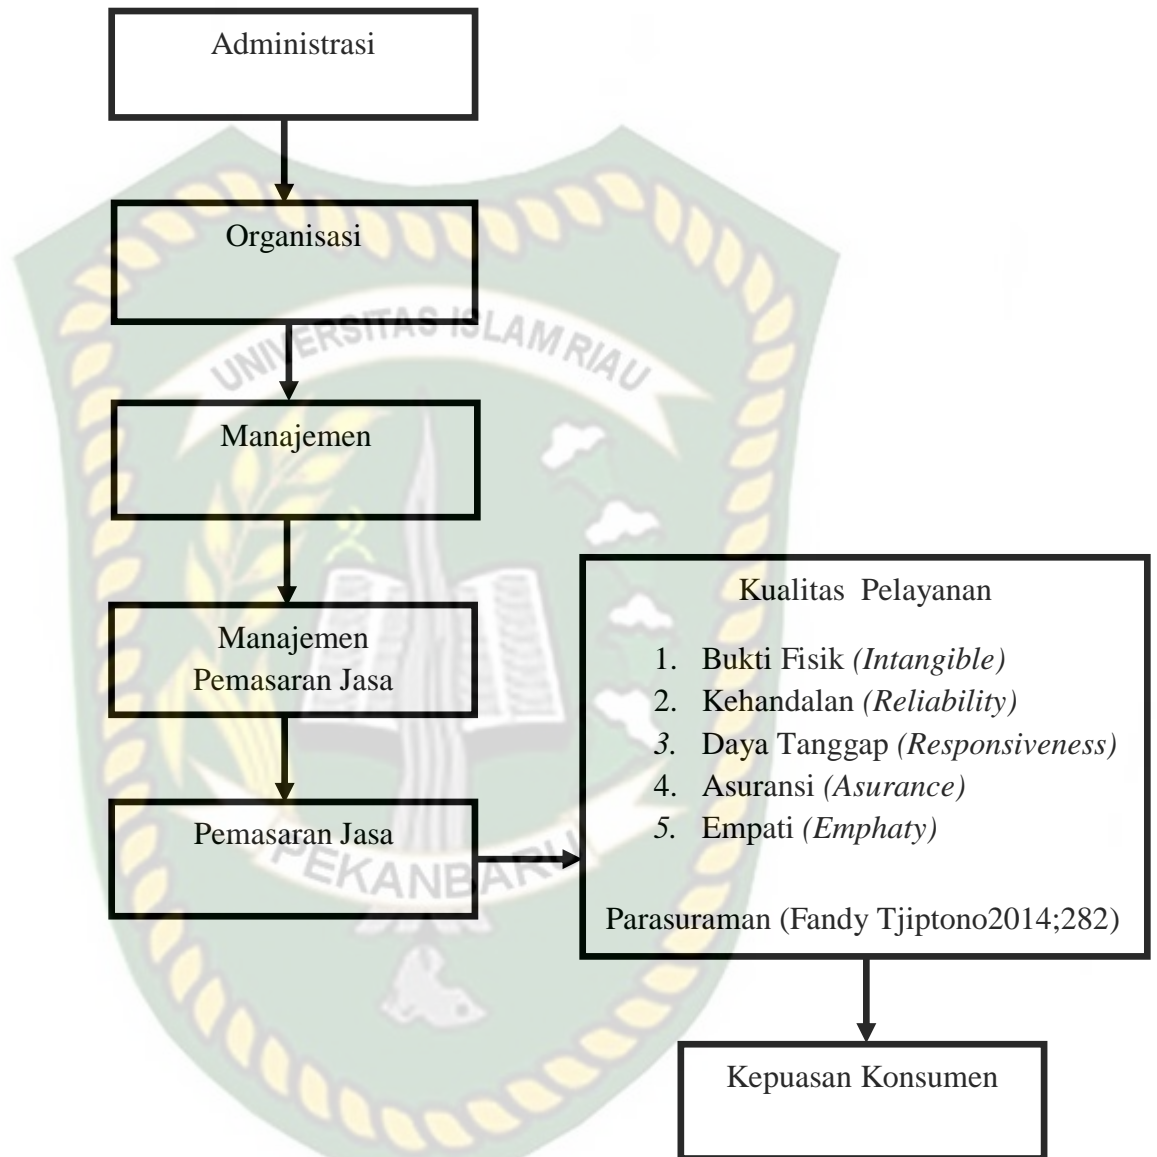 Administrasi
Organisasi
UNIVERSITAS ISLAM RIAU
Manajemen
Manajemen
Pemasaran Jasa
Pemasaran Jasa
PEKANBARU
Kualitas Pelayanan
1. Bukti Fisik (Intangible)
2. Kehandalan (Reliability)
3. Daya Tanggap (Responsiveness)
4. Asuransi (Asurance)
5. Empati (Emphaty)
Parasuraman (Fandy Tjiptono2014;282)
Kepuasan Konsumen